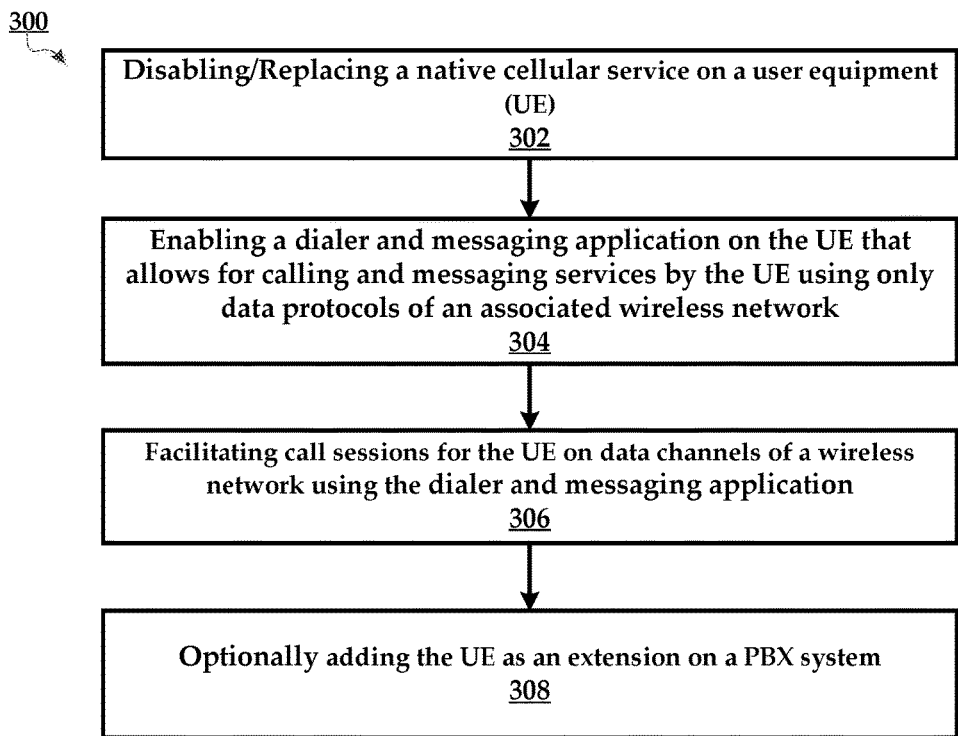 300
Disabling/Replacing a native cellular service on a user equipment
(UE)
302
Enabling a dialer and messaging application on the UE that
allows for calling and messaging services by the UE using only
data protocols of an associated wireless network
304
Facilitating call sessions for the UE on data channels of a wireless
network using the dialer and messaging application
306
Optionally adding the UE as an extension on a PBX system
308